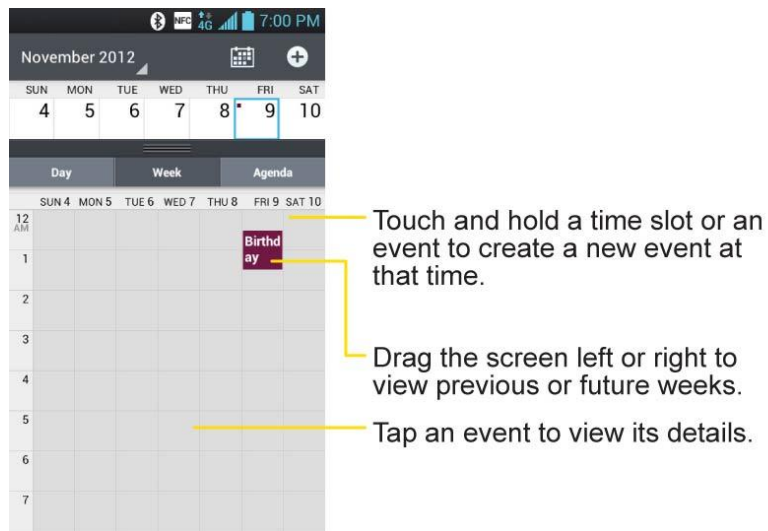 NFC 4G 7:00 PM
November 2012
SUN MON TUE WED THU FRI SAT
4 5 6 7 8 9 10
Day Week Agenda
SUN 4 MON 5 TUE 6 WED 7 THU 8 FRI 9 SAT 10
12
AM
Birthd
ay
1
2
3
4
5
6
7
Touch and hold a time slot or an
event to create a new event at
that time.
Drag the screen left or right to
view previous or future weeks.
Tap an event to view its details.